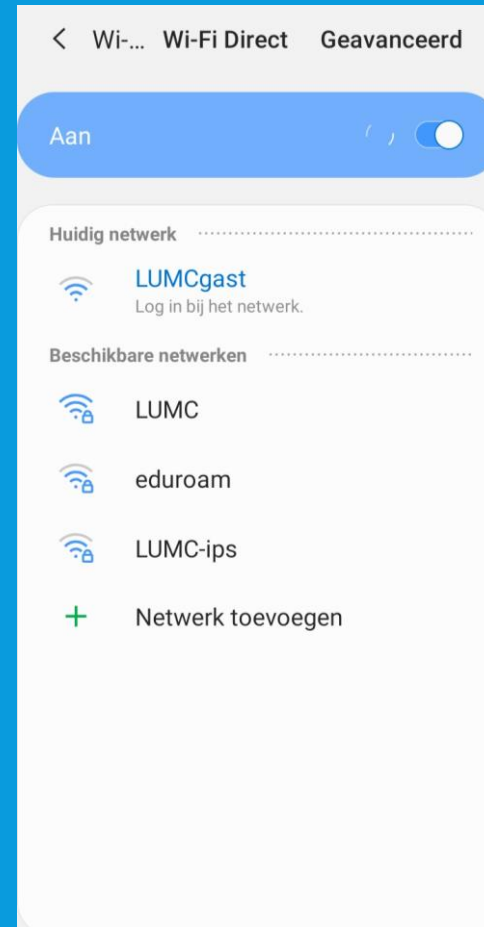 Wi-... Wi-Fi Direct Geavanceerd
Aan
Huidig netwerk
LUMCgast
Log in bij het netwerk.
Beschikbare netwerken
LUMC
eduroam
LUMC-ips
Netwerk toevoegen